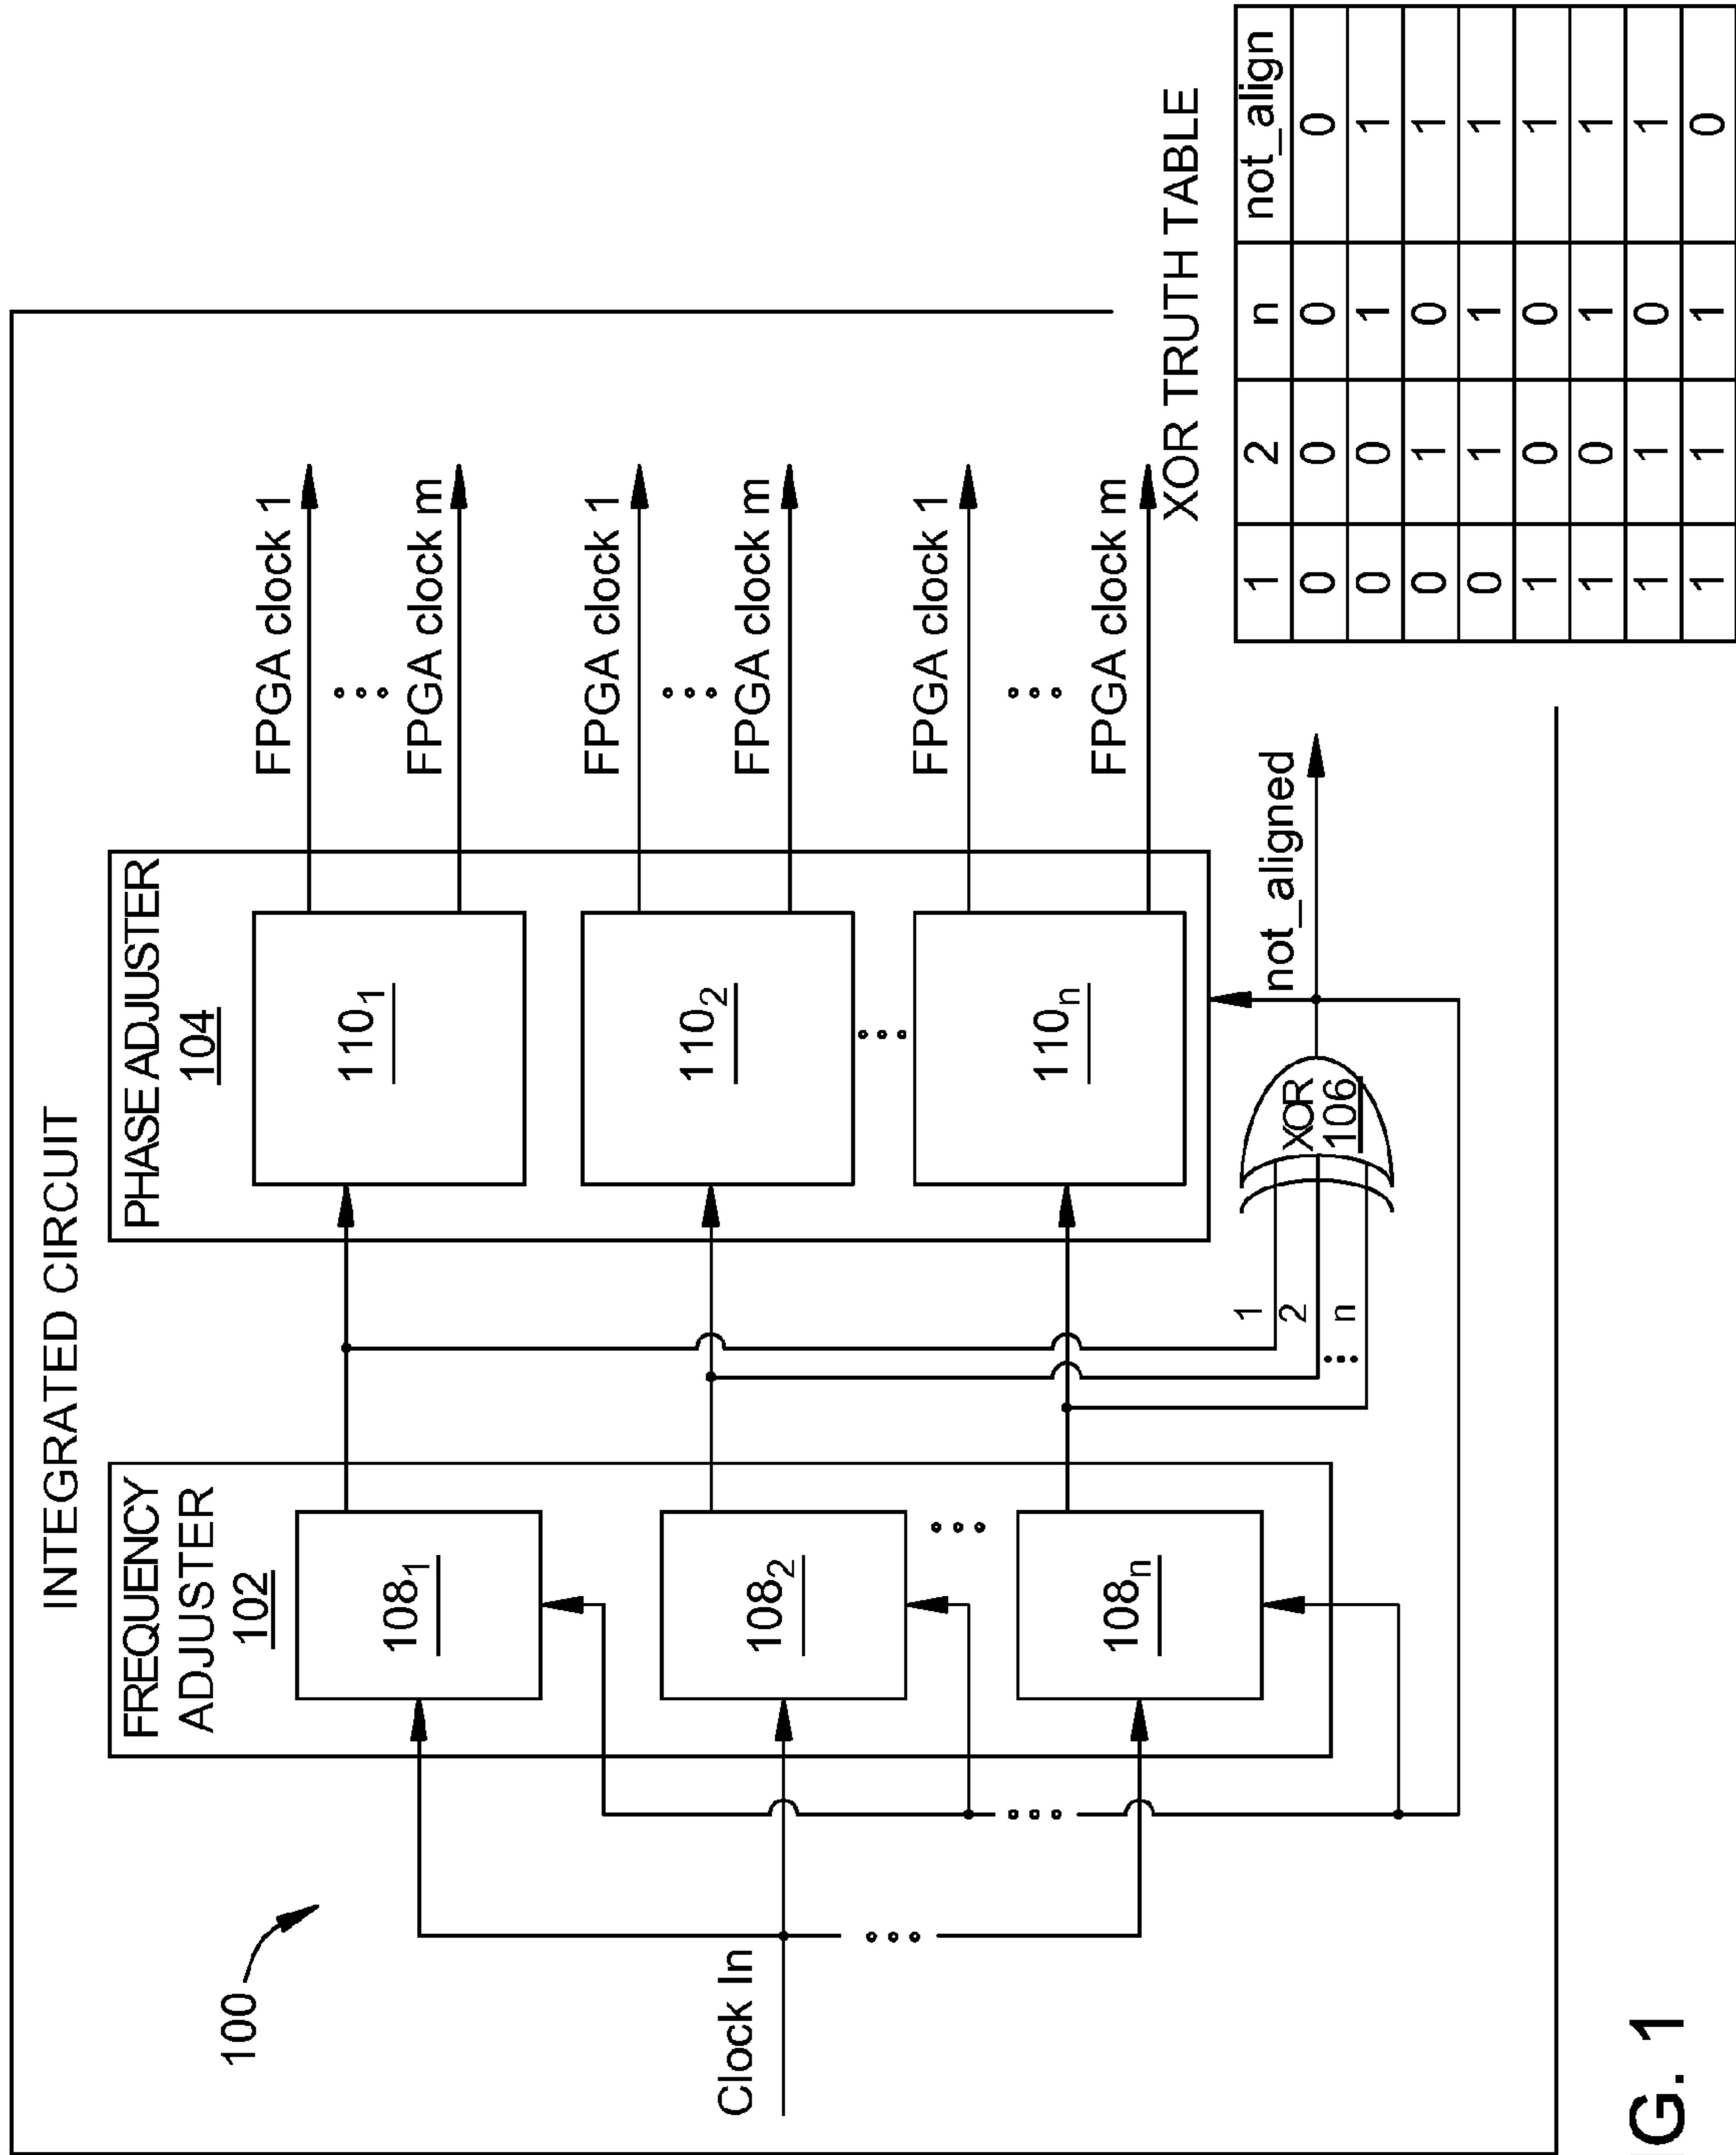 INTEGRATED CIRCUIT
100
FREQUENCY
ADJUSTER
102
108₁
108₂
108ₙ
Clock In
PHASE ADJUSTER
104
110₁
110₂
110ₙ
FPGA clock 1
FPGA clock m
FPGA clock 1
FPGA clock m
FPGA clock 1
FPGA clock m
1
2
n
XOR
106
not_aligned
XOR TRUTH TABLE
1 2 n not_align
0 0 0 0
0 0 1 1
0 1 0 1
0 1 1 1
1 0 0 1
1 0 1 1
1 1 0 1
1 1 1 0
G. 1